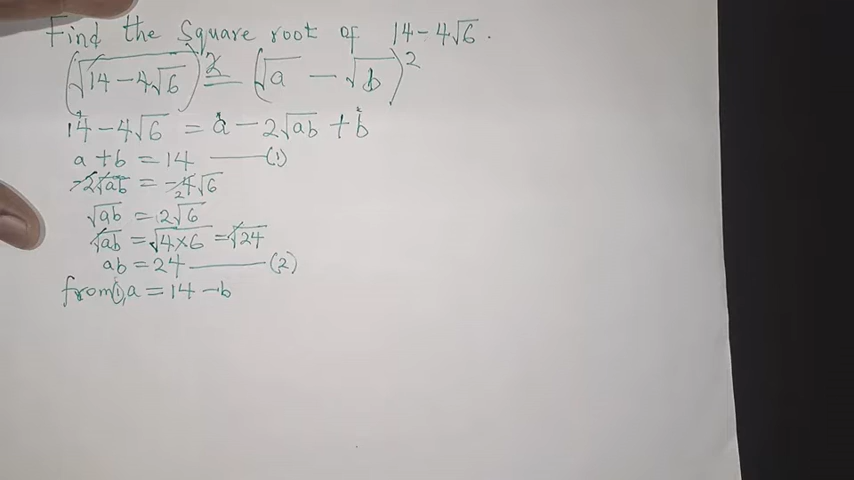 Find the Square root of 14-4√6.
(√14-4√6)² = (√a - √b)²
14-4√6 = a - 2√ab + b
a+b = 14 ——(1)
-2√ab = -4√6
2
√ab = 2√6
√ab = √4×6 = √24
ab = 24 ——(2)
from(1), a = 14 - b